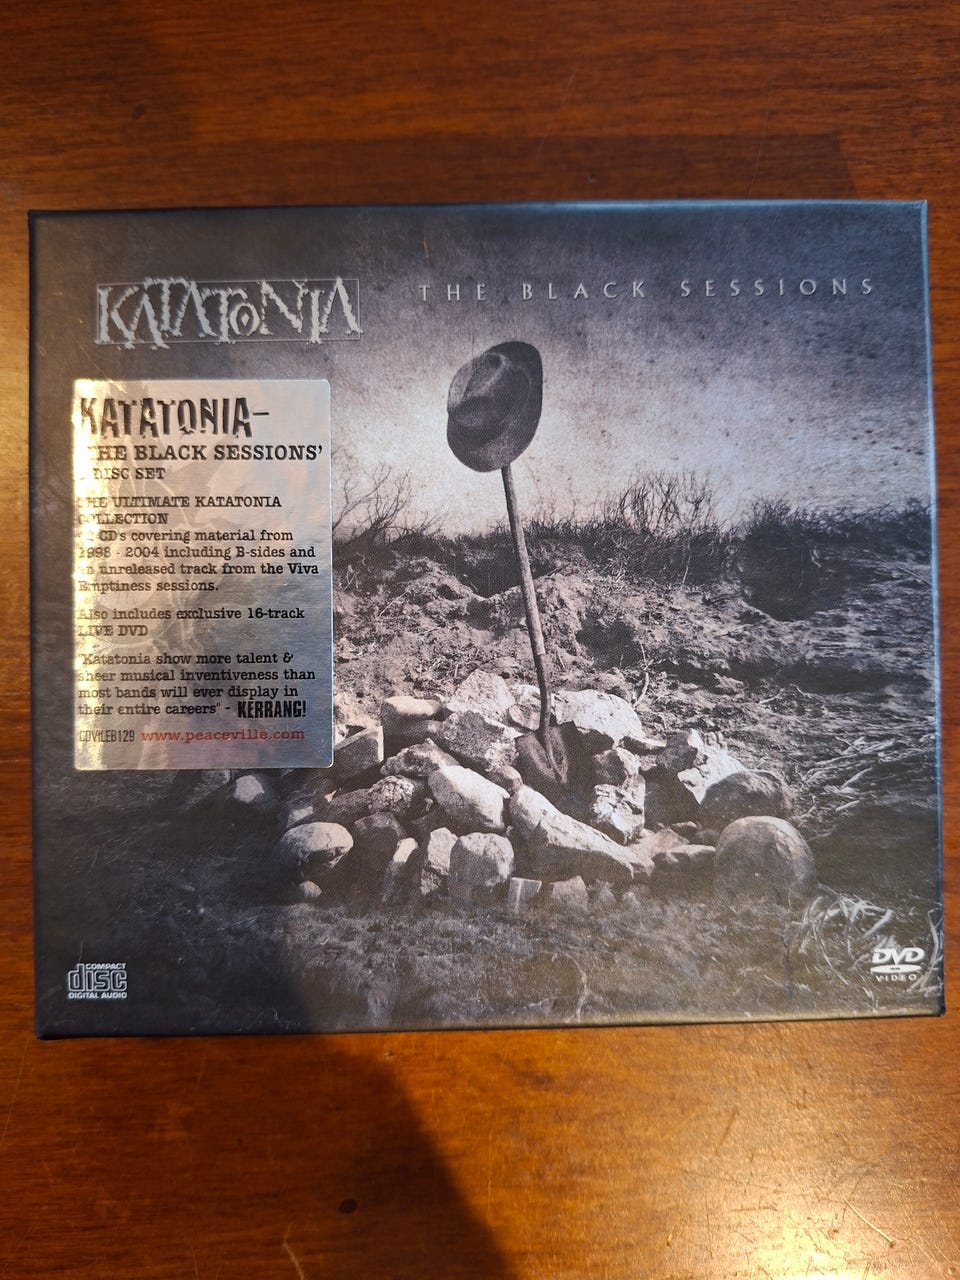 KATATONIA
THE BLACK SESSIONS
KATATONIA–
THE BLACK SESSIONS'
DISC SET
THE ULTIMATE KATATONIA
COLLECTION
CD's covering material from
1998 - 2004 including B-sides and
an unreleased track from the Viva
Emptiness sessions.
Also includes exclusive 16-track
LIVE DVD
"Katatonia show more talent &
sheer musical inventiveness than
most bands will ever display in
their entire careers" - KERRANG!
CDVILEB129 www.peaceville.com
COMPACT
disc
DIGITAL AUDIO
DVD
VIDEO